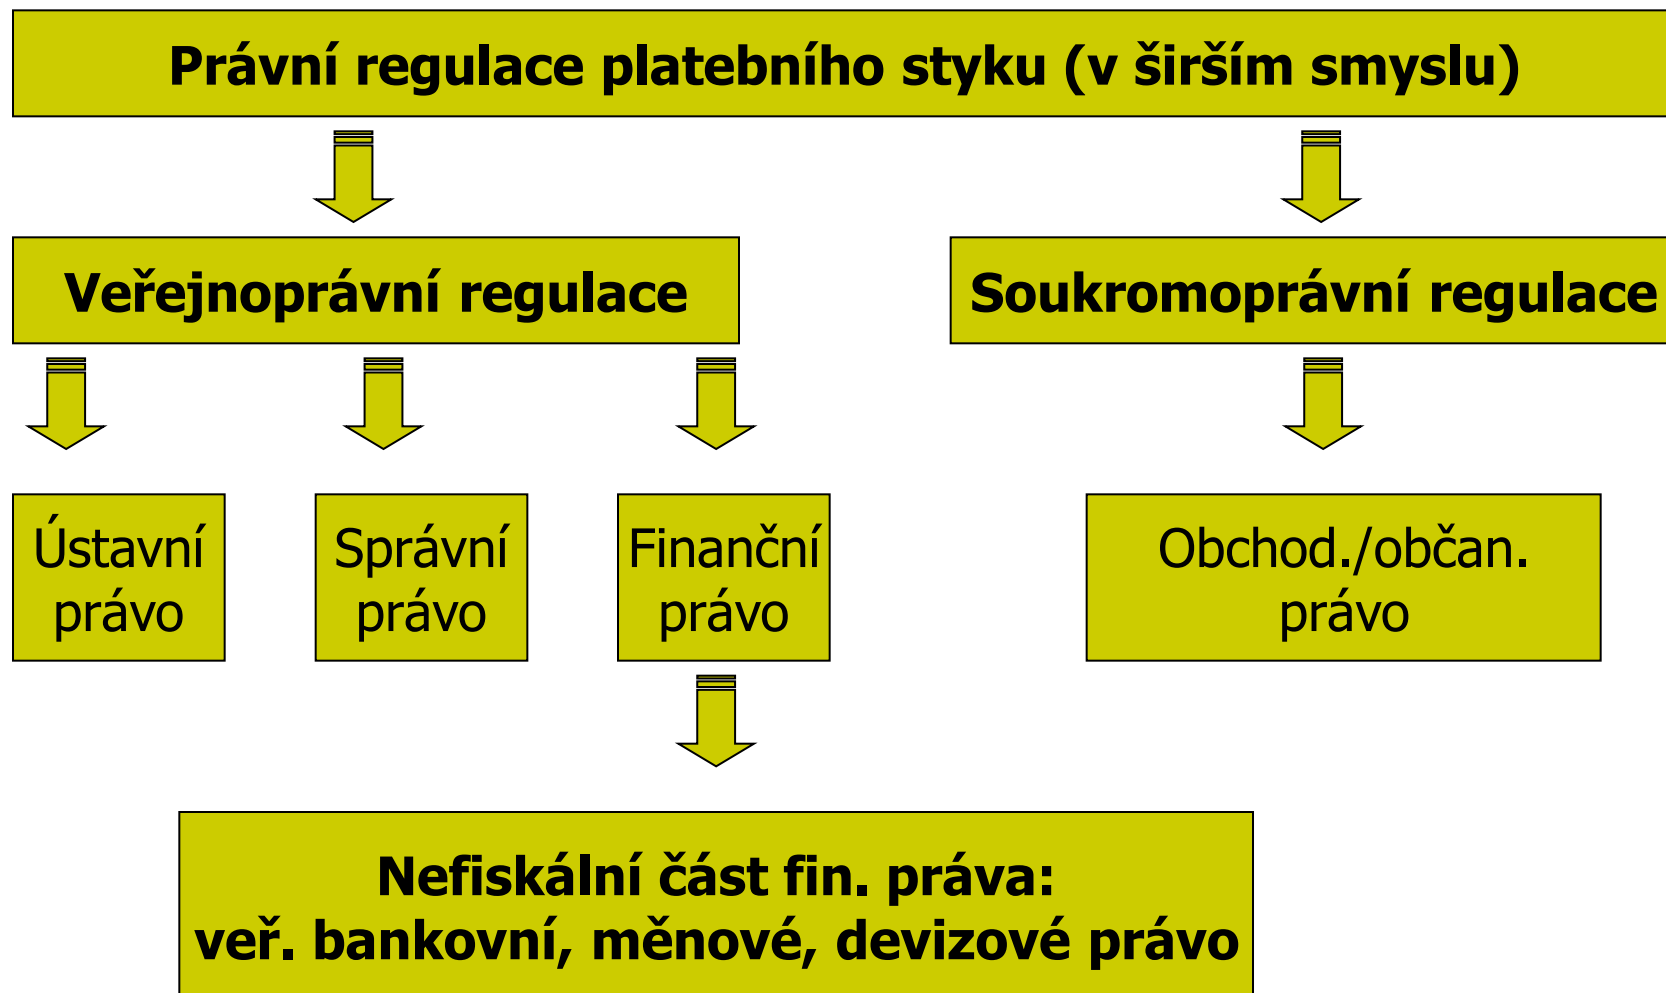 Právní regulace platebního styku (v širším smyslu)
Veřejnoprávní regulace
Soukromoprávní regulace
Ústavní
právo
Správní
právo
Finanční
právo
Obchod./občan.
právo
Nefiskální část fin. práva:
veř. bankovní, měnové, devizové právo